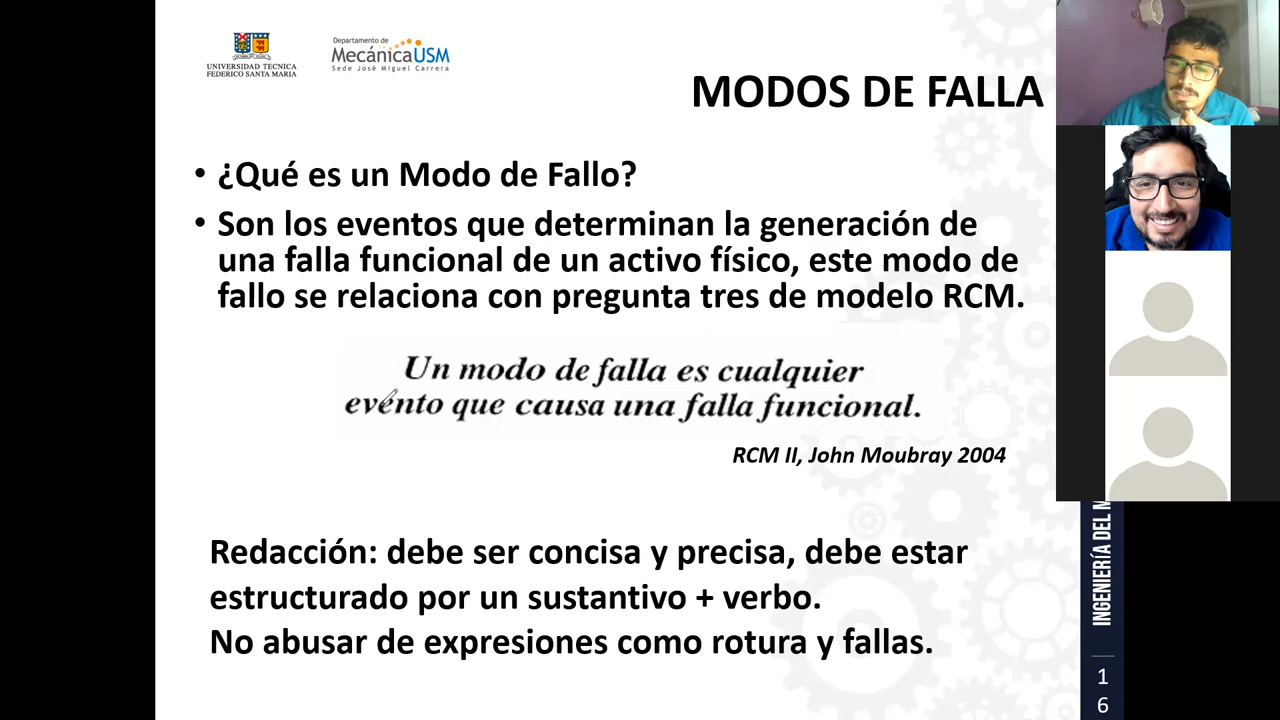 UNIVERSIDAD TECNICA
FEDERICO SANTA MARIA
Departamento de
MecánicaUSM
Sede José Miguel Carrera
MODOS DE FALLA
• ¿Qué es un Modo de Fallo?
• Son los eventos que determinan la generación de
una falla funcional de un activo físico, este modo de
fallo se relaciona con pregunta tres de modelo RCM.
Un modo de falla es cualquier
evento que causa una falla funcional.
RCM II, John Moubray 2004
Redacción: debe ser concisa y precisa, debe estar
estructurado por un sustantivo + verbo.
No abusar de expresiones como rotura y fallas.
INGENIERÍA DEL
1
6